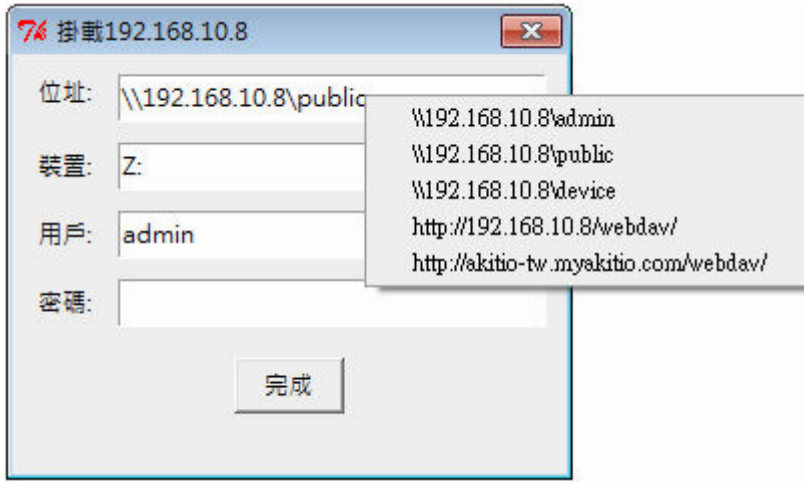 掛載192.168.10.8
位址: \\192.168.10.8\public
\\192.168.10.8\admin
\\192.168.10.8\public
\\192.168.10.8\device
http://192.168.10.8/webdav/
http://akitio-tw.myakitio.com/webdav/
裝置: Z:
用戶: admin
密碼:
完成